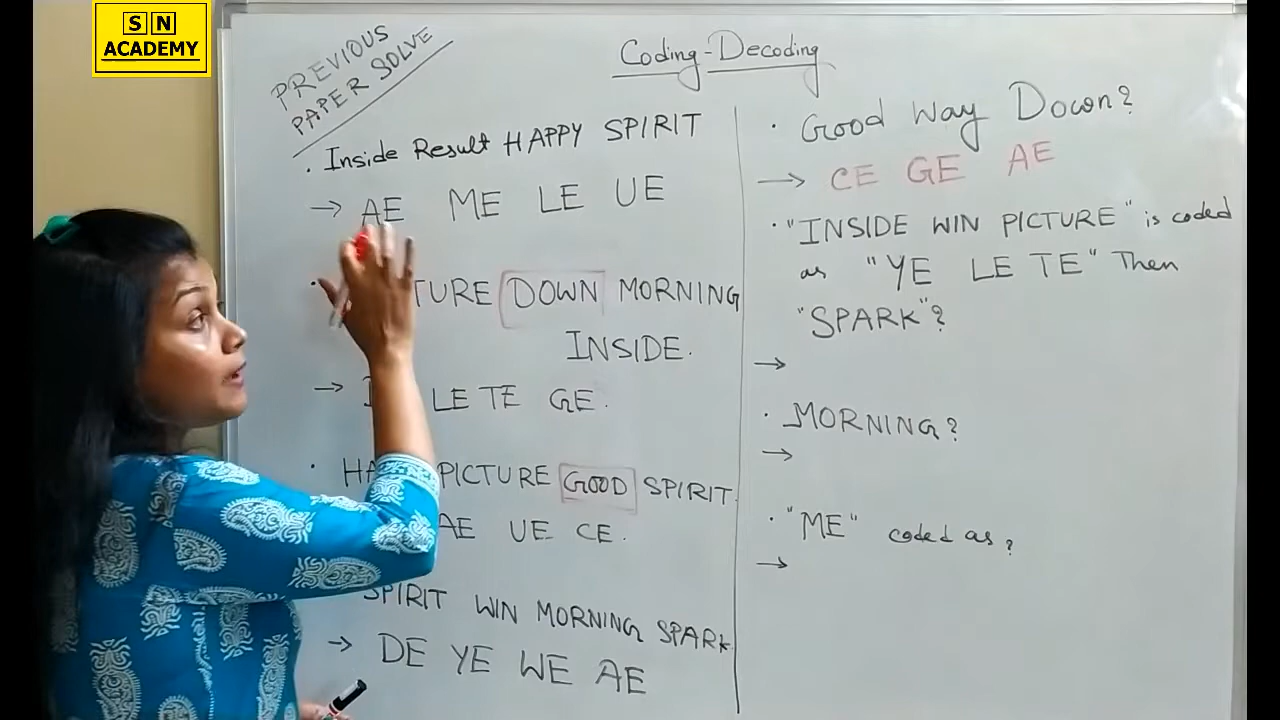 S N
ACADEMY
PREVIOUS
PAPER SOLVE
Coding-Decoding
· Inside Result HAPPY SPIRIT
→ AE ME LE UE
· TURE DOWN MORNING
INSIDE.
→ LE TE GE.
· HA PICTURE GOOD SPIRIT.
AE UE CE.
SPIRIT WIN MORNING SPARK.
→ DE YE WE AE
· Good Way Down?
→ CE GE AE
· "INSIDE WIN PICTURE" is coded
as "YE LE TE" Then
"SPARK"?
→
· MORNING?
→
· "ME" coded as?
→